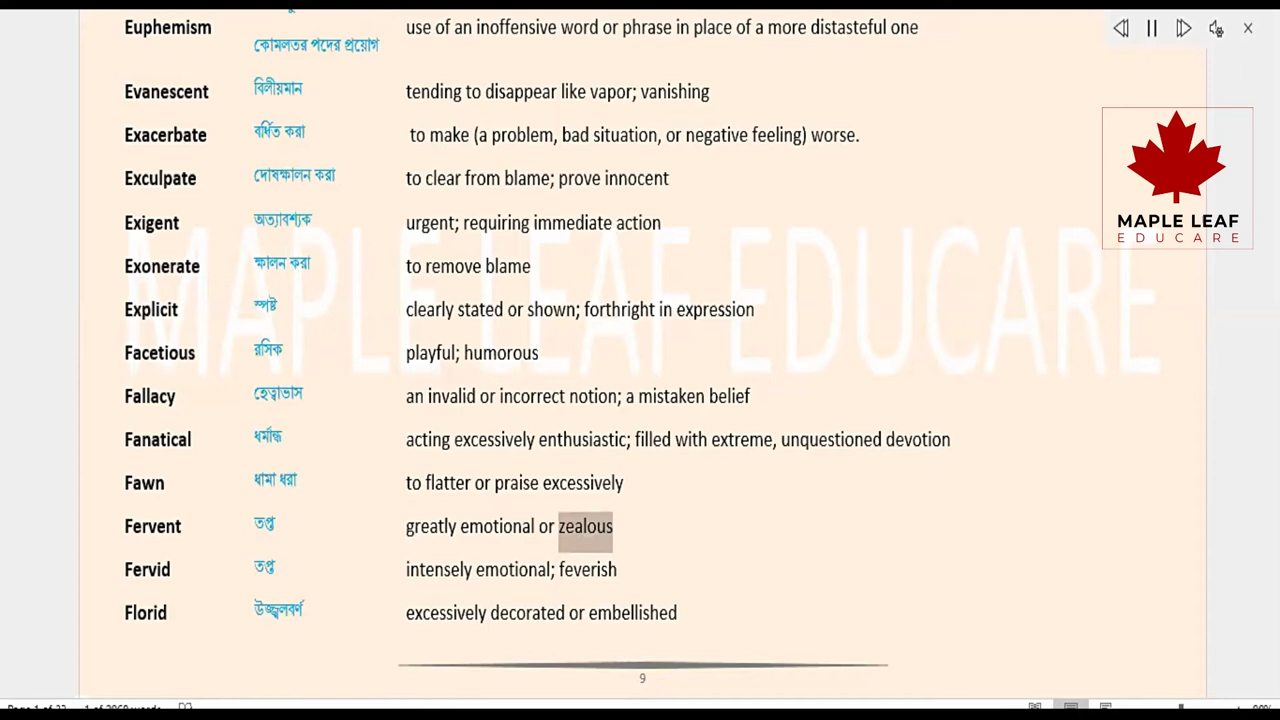 Euphemism use of an inoffensive word or phrase in place of a more distasteful one
কোমলতর পদের প্রয়োগ
Evanescent বিলীয়মান tending to disappear like vapor; vanishing
Exacerbate বর্ধিত করা to make (a problem, bad situation, or negative feeling) worse.
Exculpate দোষক্ষালন করা to clear from blame; prove innocent
Exigent অত্যাবশ্যক urgent; requiring immediate action
Exonerate ক্ষালন করা to remove blame
Explicit স্পষ্ট clearly stated or shown; forthright in expression
Facetious রসিক playful; humorous
Fallacy হেত্বাভাস an invalid or incorrect notion; a mistaken belief
Fanatical ধর্মান্ধ acting excessively enthusiastic; filled with extreme, unquestioned devotion
Fawn ধামা ধরা to flatter or praise excessively
Fervent তপ্ত greatly emotional or zealous
Fervid তপ্ত intensely emotional; feverish
Florid উজ্জ্বলবর্ণ excessively decorated or embellished
9
MAPLE LEAF
EDUCARE
MAPLE LEAF EDUCARE